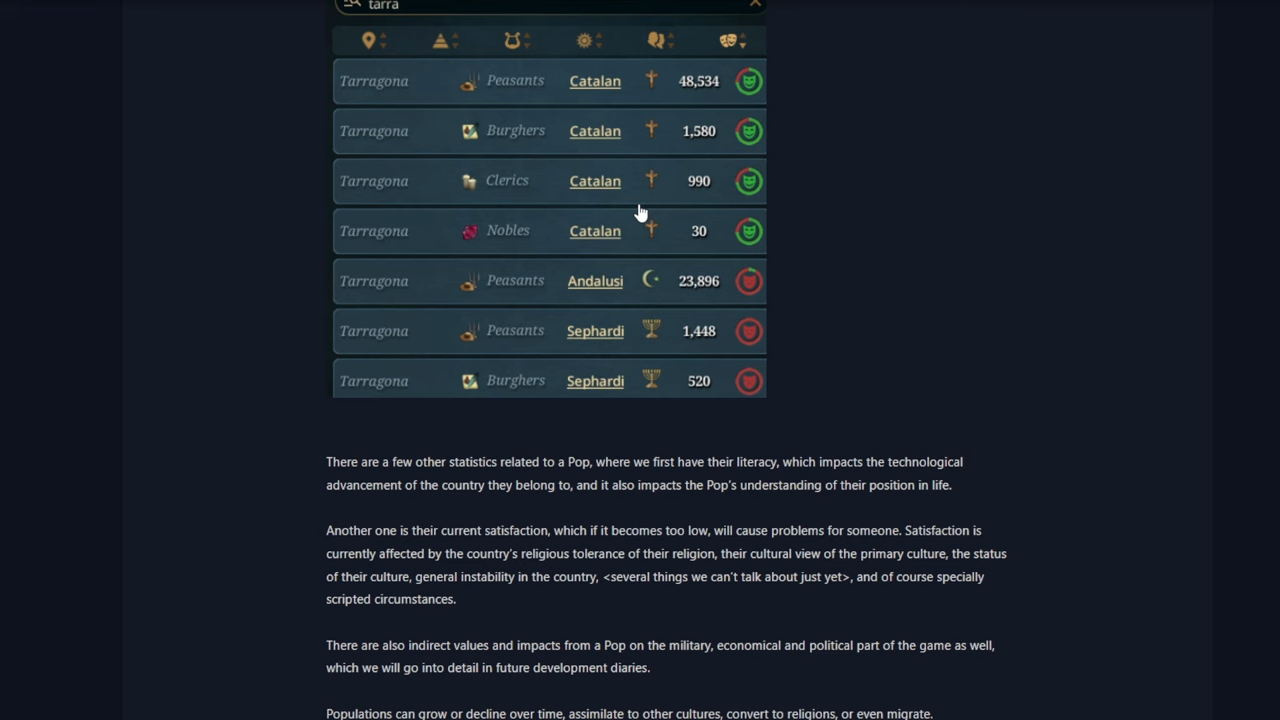 tarra
Tarragona Peasants Catalan 48,534
Tarragona Burghers Catalan 1,580
Tarragona Clerics Catalan 990
Tarragona Nobles Catalan 30
Tarragona Peasants Andalusi 23,896
Tarragona Peasants Sephardi 1,448
Tarragona Burghers Sephardi 520
There are a few other statistics related to a Pop, where we first have their literacy, which impacts the technological
advancement of the country they belong to, and it also impacts the Pop's understanding of their position in life.
Another one is their current satisfaction, which if it becomes too low, will cause problems for someone. Satisfaction is
currently affected by the country's religious tolerance of their religion, their cultural view of the primary culture, the status
of their culture, general instability in the country, <several things we can't talk about just yet>, and of course specially
scripted circumstances.
There are also indirect values and impacts from a Pop on the military, economical and political part of the game as well,
which we will go into detail in future development diaries.
Populations can grow or decline over time, assimilate to other cultures, convert to religions, or even migrate.